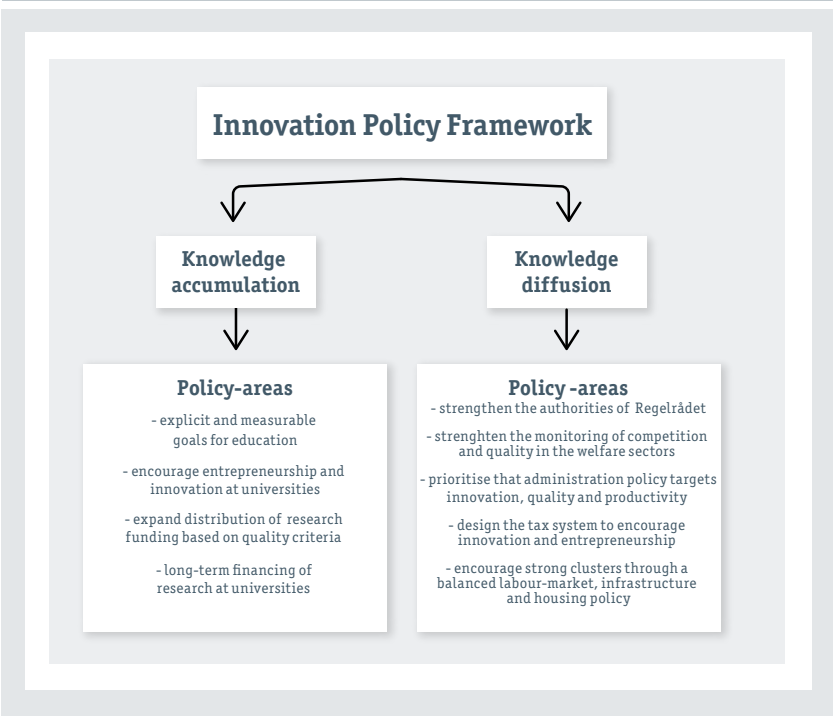 Innovation Policy Framework
Knowledge
accumulation
Knowledge
diffusion
Policy-areas
- explicit and measurable
goals for education
- encourage entrepreneurship and
innovation at universities
- expand distribution of research
funding based on quality criteria
- long-term financing of
research at universities
Policy -areas
- strengthen the authorities of Regelrådet
- strenghten the monitoring of competition
and quality in the welfare sectors
- prioritise that administration policy targets
innovation, quality and productivity
- design the tax system to encourage
innovation and entrepreneurship
- encourage strong clusters through a
balanced labour-market, infrastructure
and housing policy